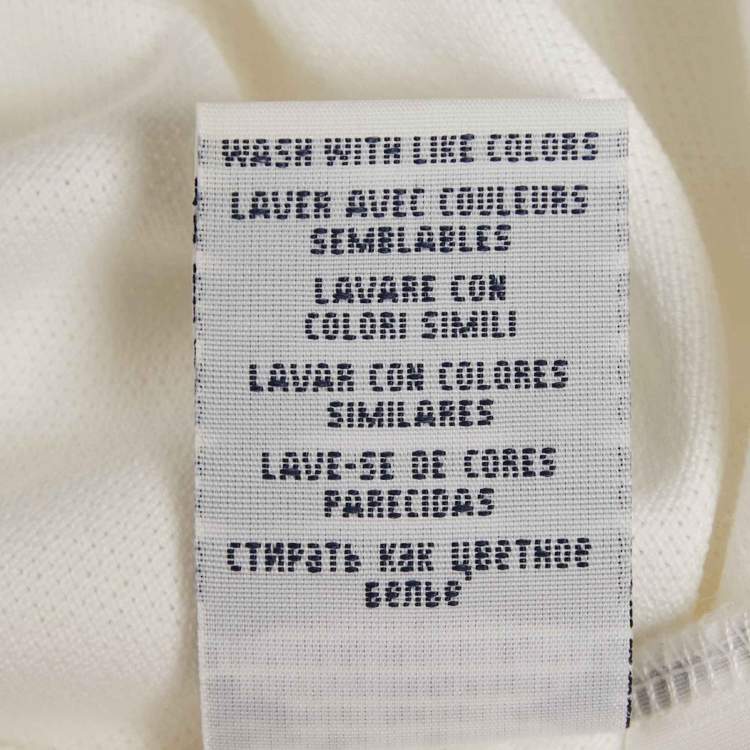 WASH WITH LIKE COLORS
LAVER AVEC COULEURS
SEMBLABLES
LAVARE CON
COLORI SIMILI
LAVAR CON COLORES
SIMILARES
LAVE-SE DE CORES
PARECIDAS
стирать как цветное
белье